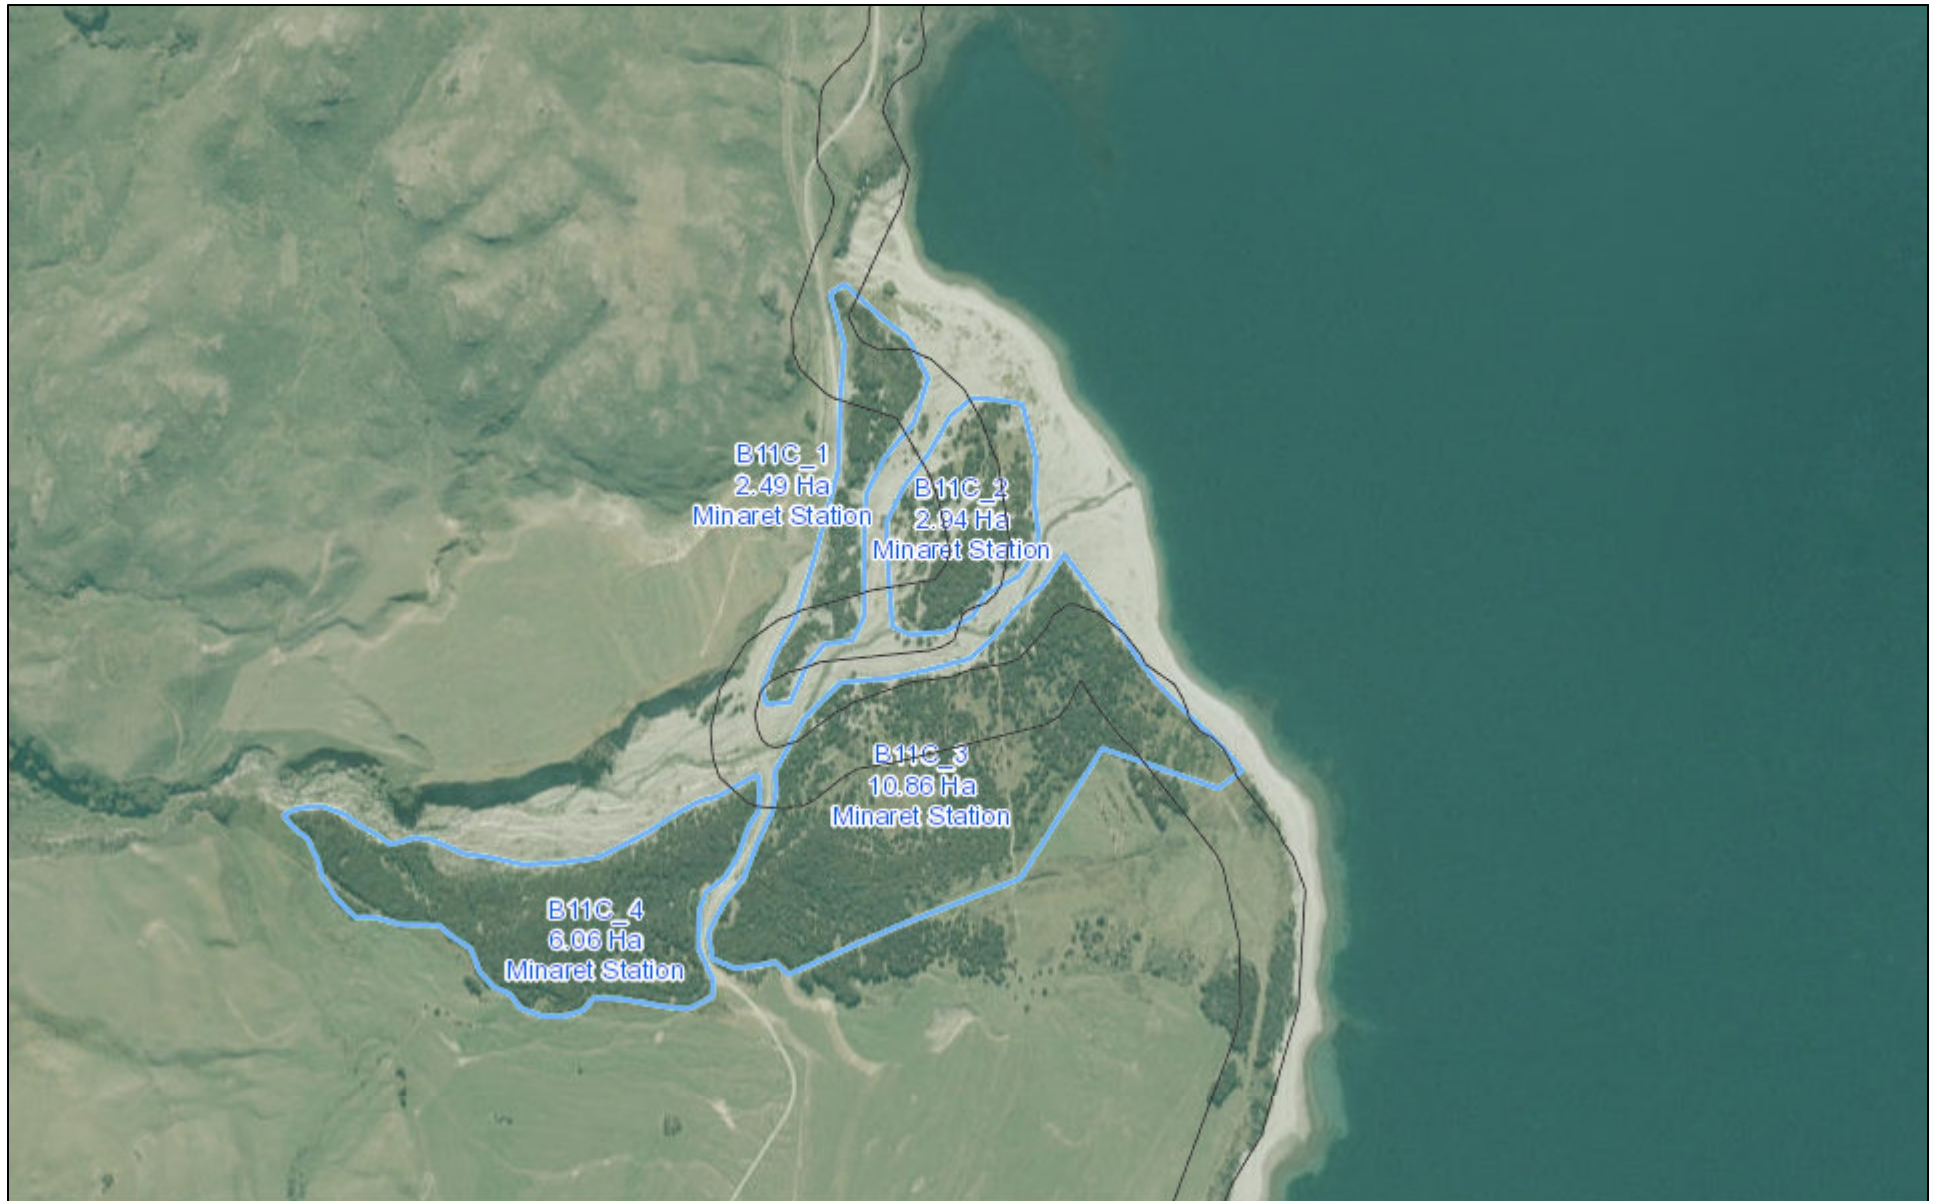 B11C_1
2.49 Ha
Minaret Station
B11C_2
2.94 Ha
Minaret Station
B11C_3
10.86 Ha
Minaret Station
B11C_4
6.06 Ha
Minaret Station